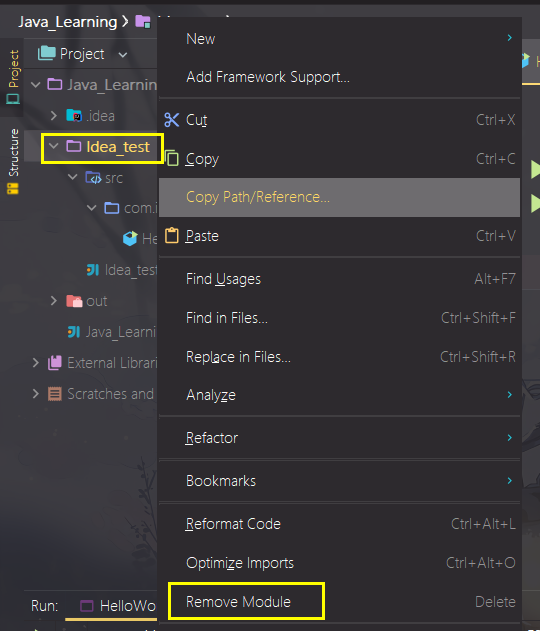 Java_Learning
Project
Project
Structure
Java_Learnin
.idea
Idea_test
src
com.i
He
Idea_test
out
Java_Learni
External Librari
Scratches and
New
Add Framework Support...
Cut Ctrl+X
Copy Ctrl+C
Copy Path/Reference...
Paste Ctrl+V
Find Usages Alt+F7
Find in Files... Ctrl+Shift+F
Replace in Files... Ctrl+Shift+R
Analyze
Refactor
Bookmarks
Reformat Code Ctrl+Alt+L
Optimize Imports Ctrl+Alt+O
Remove Module Delete
Run: HelloWo